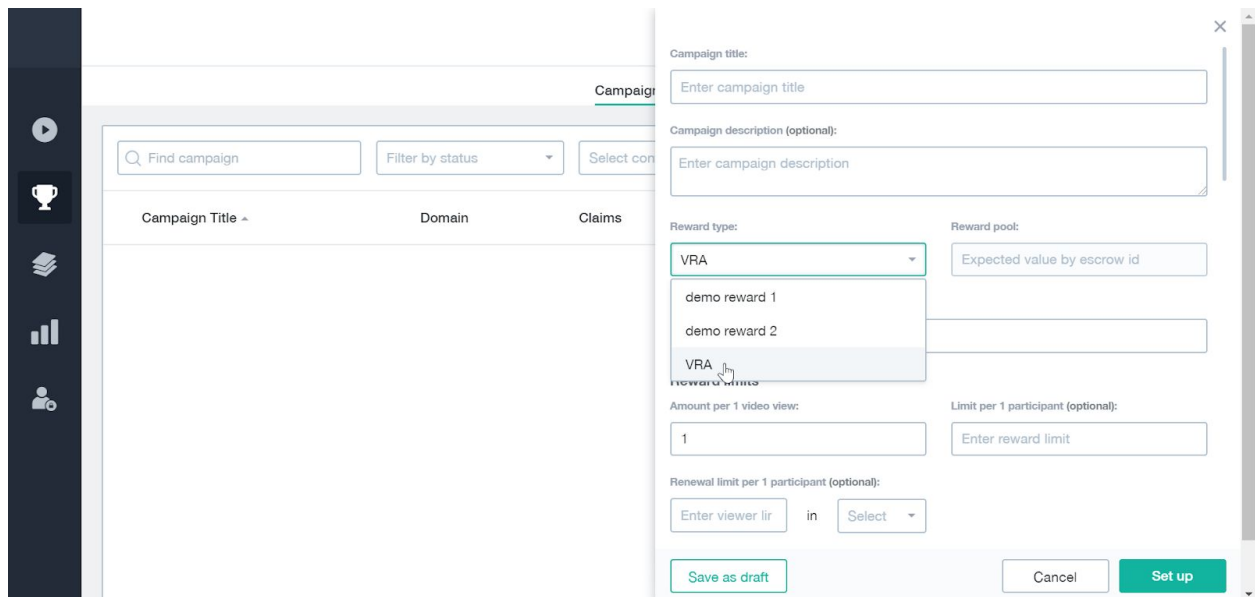 Campaign
Find campaign
Filter by status
Select con
Campaign Title
Domain
Claims
Campaign title:
Enter campaign title
Campaign description (optional):
Enter campaign description
Reward type:
Reward pool:
VRA
Expected value by escrow id
demo reward 1
demo reward 2
VRA
Reward limits
Amount per 1 video view:
Limit per 1 participant (optional):
1
Enter reward limit
Renewal limit per 1 participant (optional):
Enter viewer lir
in
Select
Save as draft
Cancel
Set up